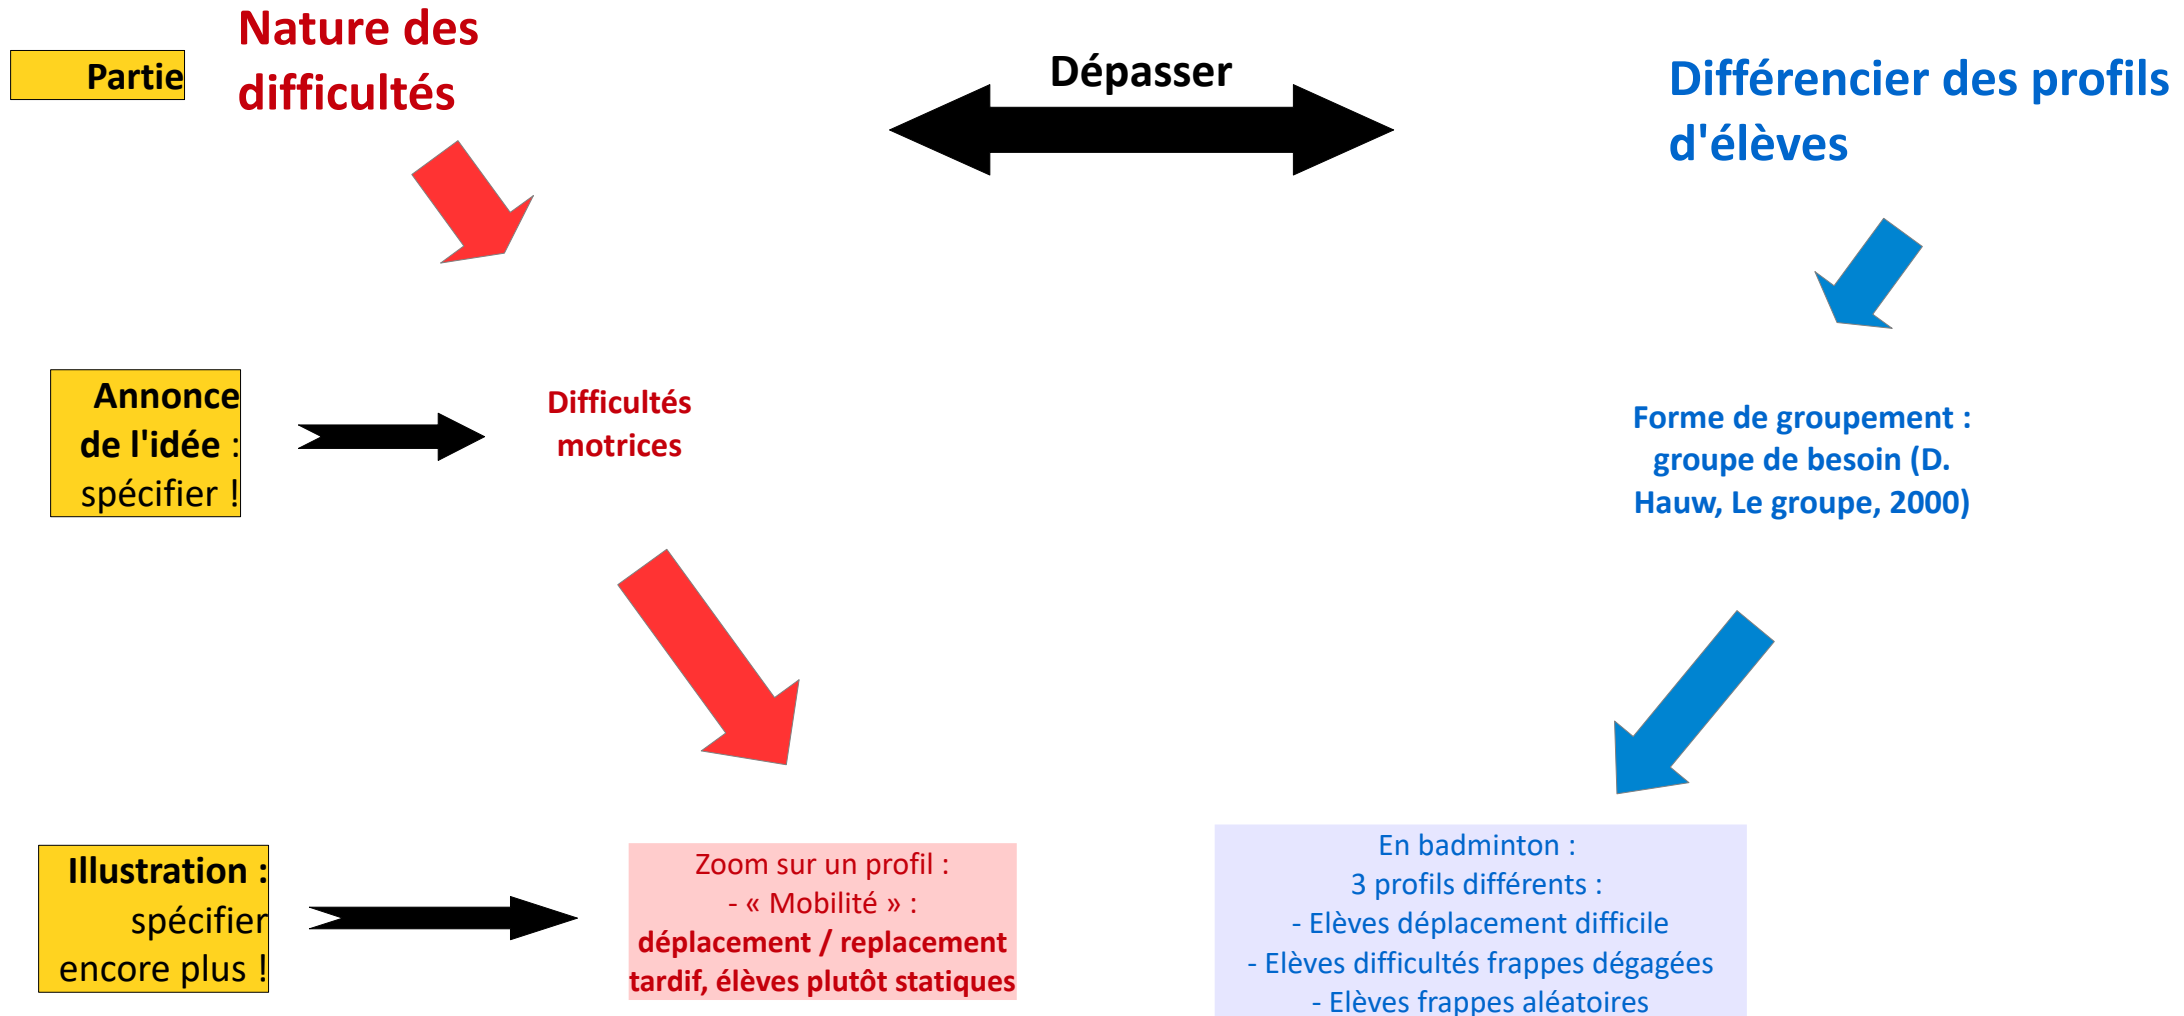 Partie
Nature des
difficultés
Dépasser
Différencier des profils
d'élèves
Annonce
de l'idée :
spécifier !
Difficultés
motrices
Forme de groupement :
groupe de besoin (D.
Hauw, Le groupe, 2000)
Illustration :
spécifier
encore plus !
Zoom sur un profil :
- « Mobilité » :
déplacement / replacement
tardif, élèves plutôt statiques
En badminton :
3 profils différents :
- Elèves déplacement difficile
- Elèves difficultés frappes dégagées
- Elèves frappes aléatoires